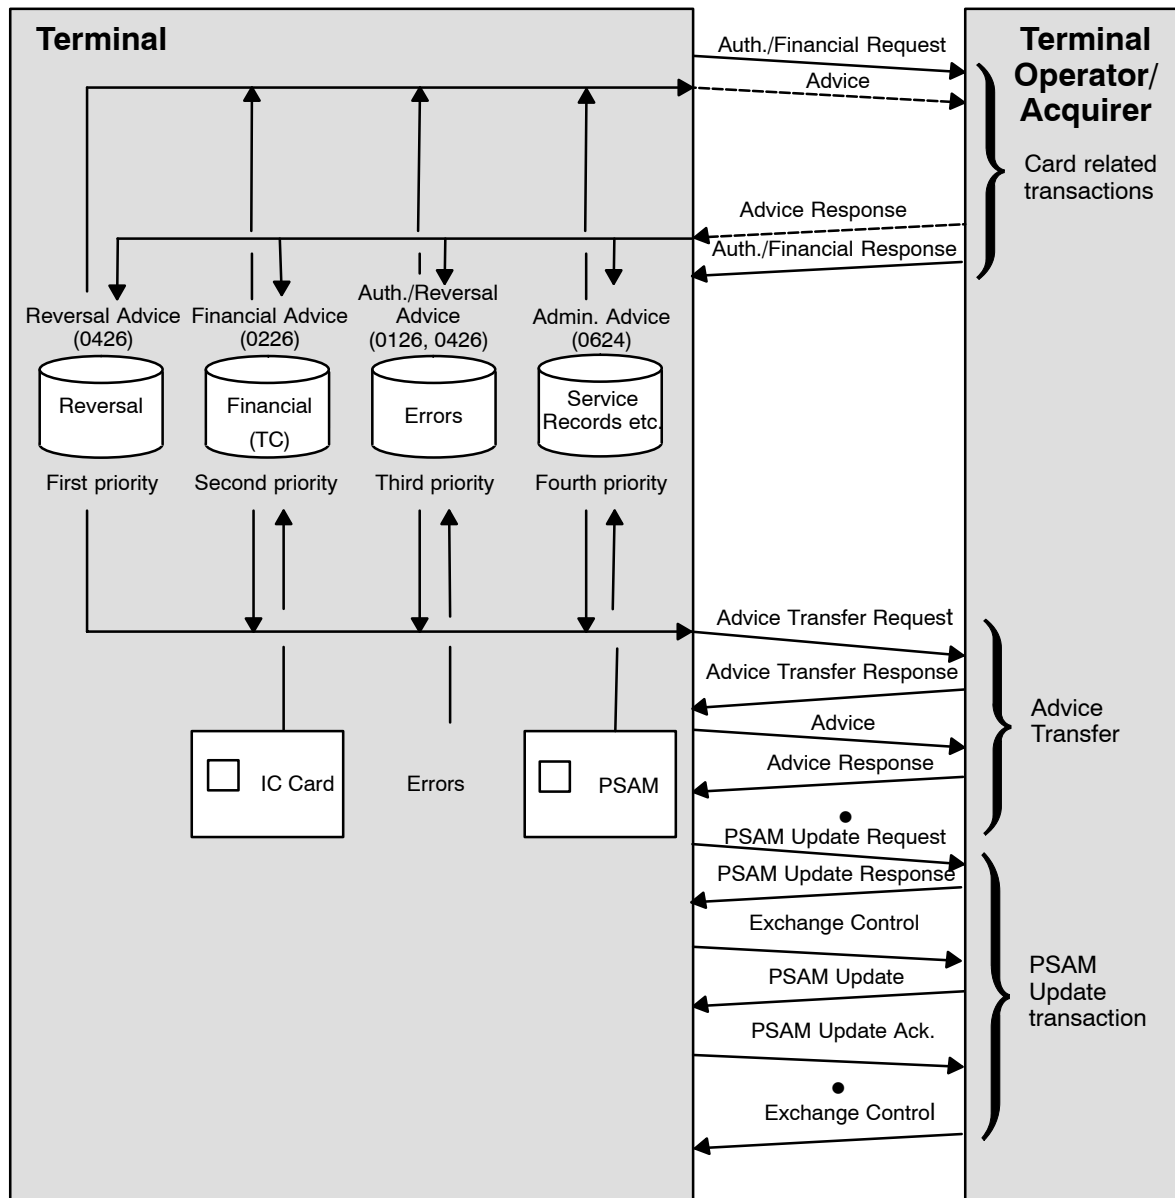 Terminal
Auth./Financial Request
Advice
Terminal
Operator/
Acquirer
Card related
transactions
Advice Response
Auth./Financial Response
Reversal Advice
(0426)
Financial Advice
(0226)
Auth./Reversal
Advice
(0126, 0426)
Admin. Advice
(0624)
Reversal
Financial
(TC)
Errors
Service
Records etc.
First priority
Second priority
Third priority
Fourth priority
Advice Transfer Request
Advice Transfer Response
Advice
Advice Response
Advice
Transfer
IC Card
Errors
PSAM
PSAM Update Request
PSAM Update Response
Exchange Control
PSAM Update
PSAM Update Ack.
Exchange Control
PSAM
Update
transaction